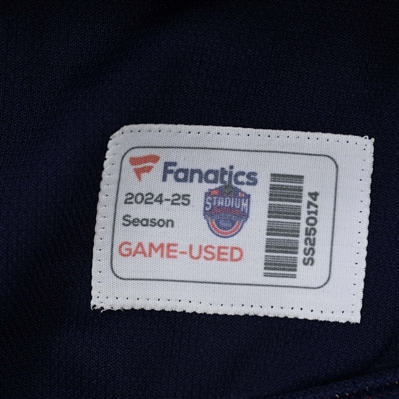 Fanatics
2024-25
Season
STADIUM
GAME-USED
SS250174